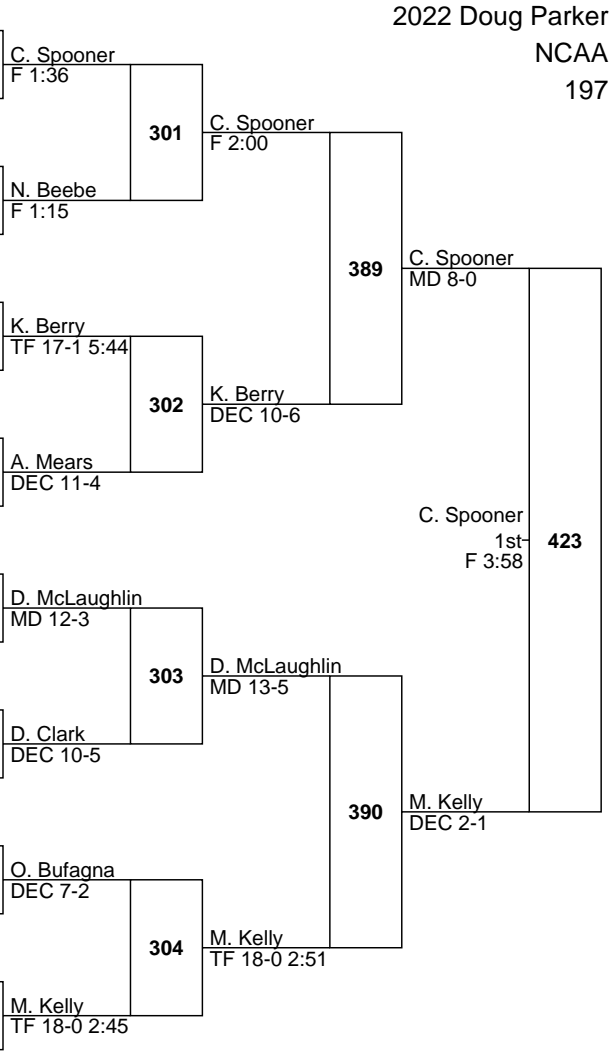 2022 Doug Parker
NCAA
197
C. Spooner
F 1:36
301
C. Spooner
F 2:00
N. Beebe
F 1:15
389
C. Spooner
MD 8-0
K. Berry
TF 17-1 5:44
302
K. Berry
DEC 10-6
A. Mears
DEC 11-4
C. Spooner
1st
F 3:58
423
D. McLaughlin
MD 12-3
303
D. McLaughlin
MD 13-5
D. Clark
DEC 10-5
390
M. Kelly
DEC 2-1
O. Bufagna
DEC 7-2
304
M. Kelly
TF 18-0 2:51
M. Kelly
TF 18-0 2:45